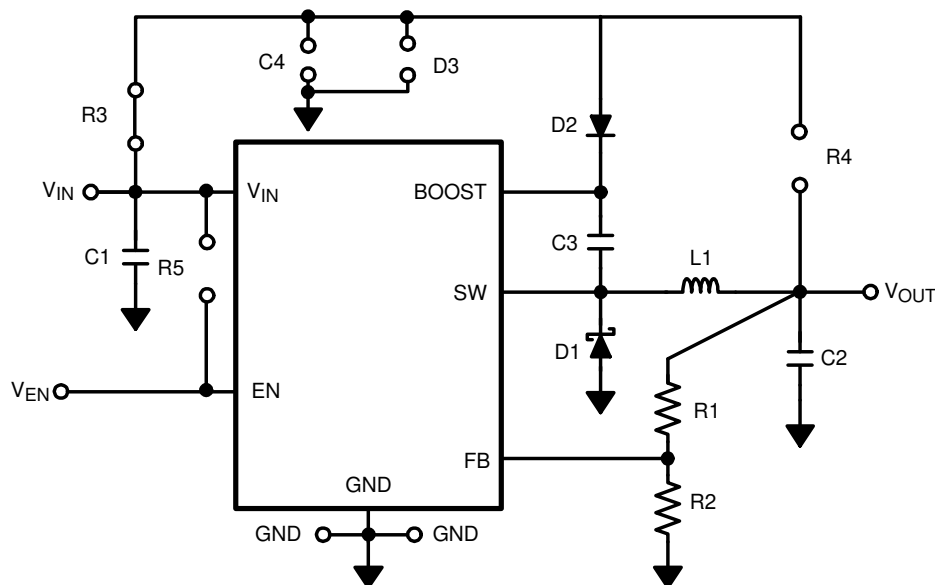 C4
D3
R3
D2
R4
VIN
VIN
BOOST
C1
R5
C3
L1
SW
VOUT
D1
C2
VEN
EN
R1
FB
GND
R2
GND
GND